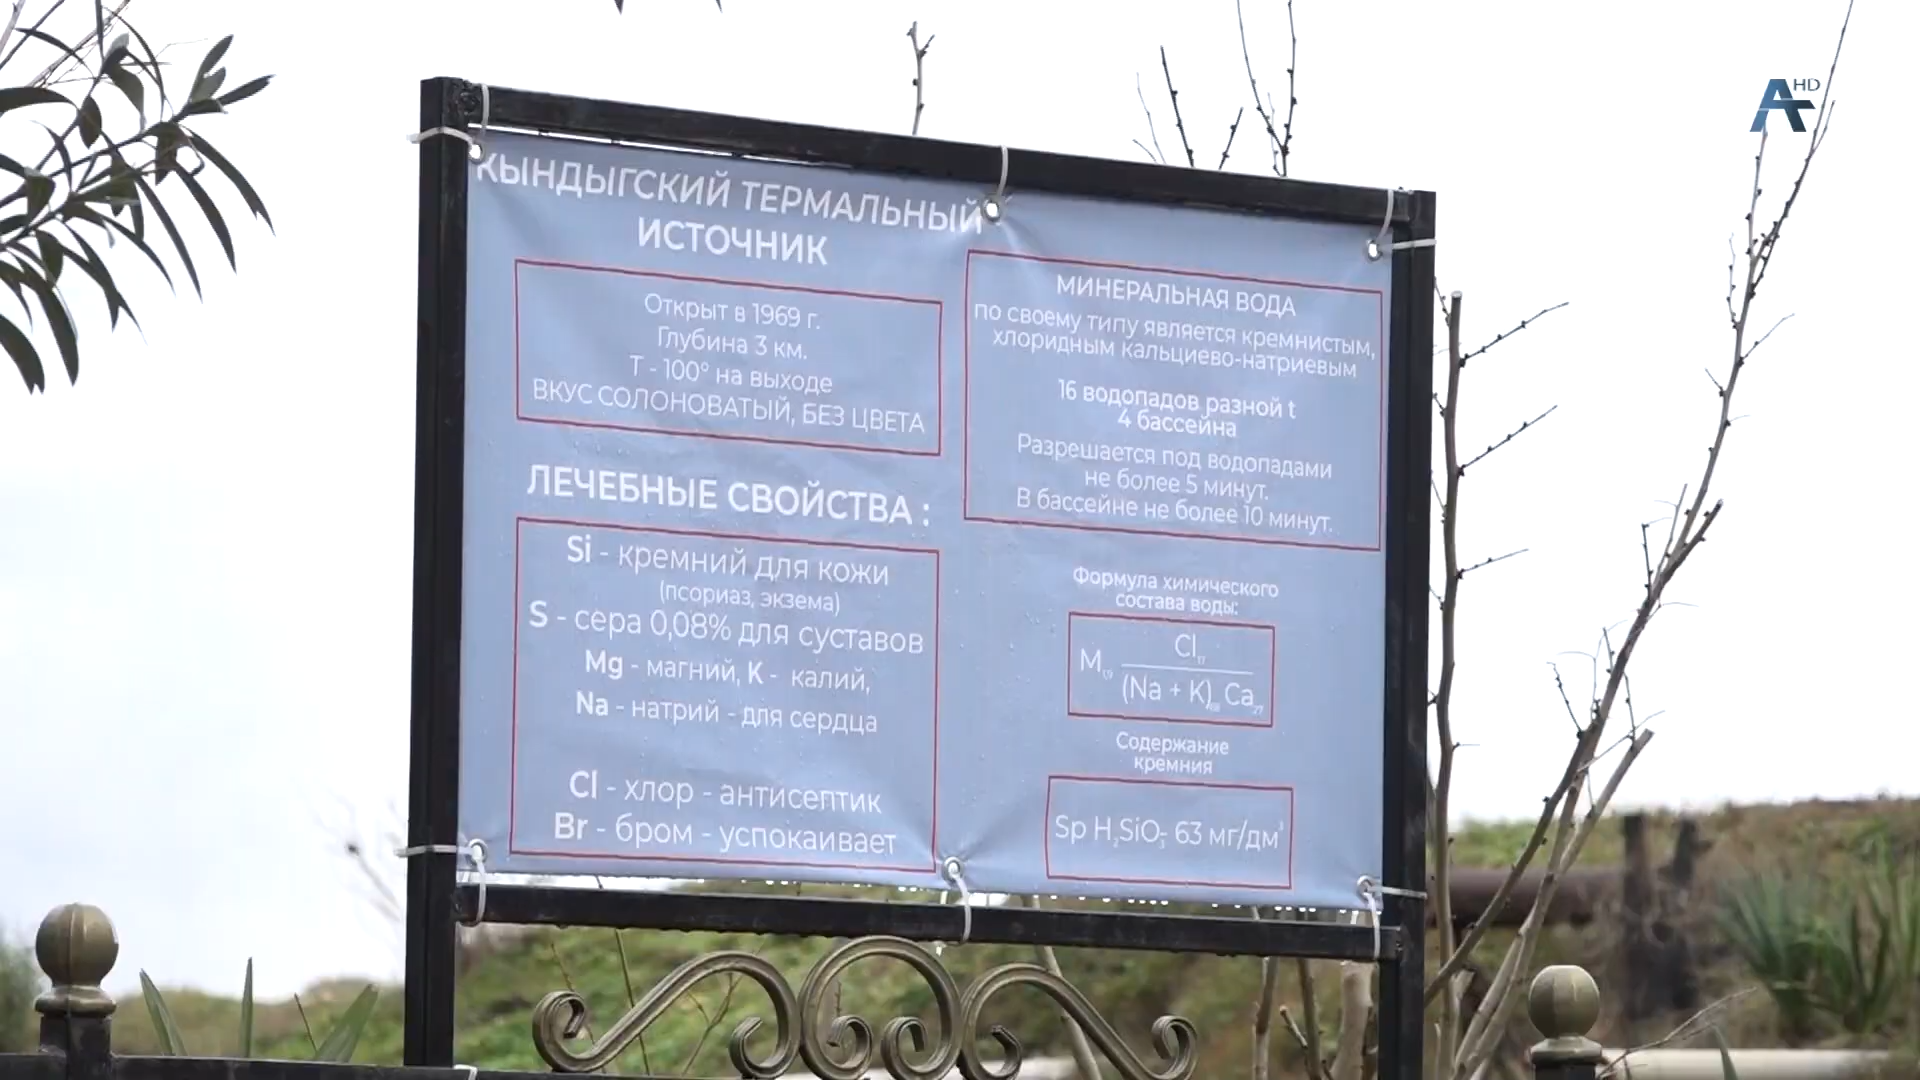 КЫНДЫГСКИЙ ТЕРМАЛЬНЫЙ
ИСТОЧНИК
Открыт в 1969 г.
Глубина 3 км.
Т - 100° на выходе
ВКУС СОЛОНОВАТЫЙ, БЕЗ ЦВЕТА
ЛЕЧЕБНЫЕ СВОЙСТВА :
Si - кремний для кожи
(псориаз, экзема)
S - сера 0,08% для суставов
Mg - магний, K - калий,
Na - натрий - для сердца
Cl - хлор - антисептик
Br - бром - успокаивает
МИНЕРАЛЬНАЯ ВОДА
по своему типу является кремнистым,
хлоридным кальциево-натриевым
16 водопадов разной t
4 бассейна
Разрешается под водопадами
не более 5 минут.
В бассейне не более 10 минут.
Формула химического
состава воды:
Cl
M
(Na + K) Ca
Содержание
кремния
Sp H₂SiO₃- 63 мг/дм³
HD